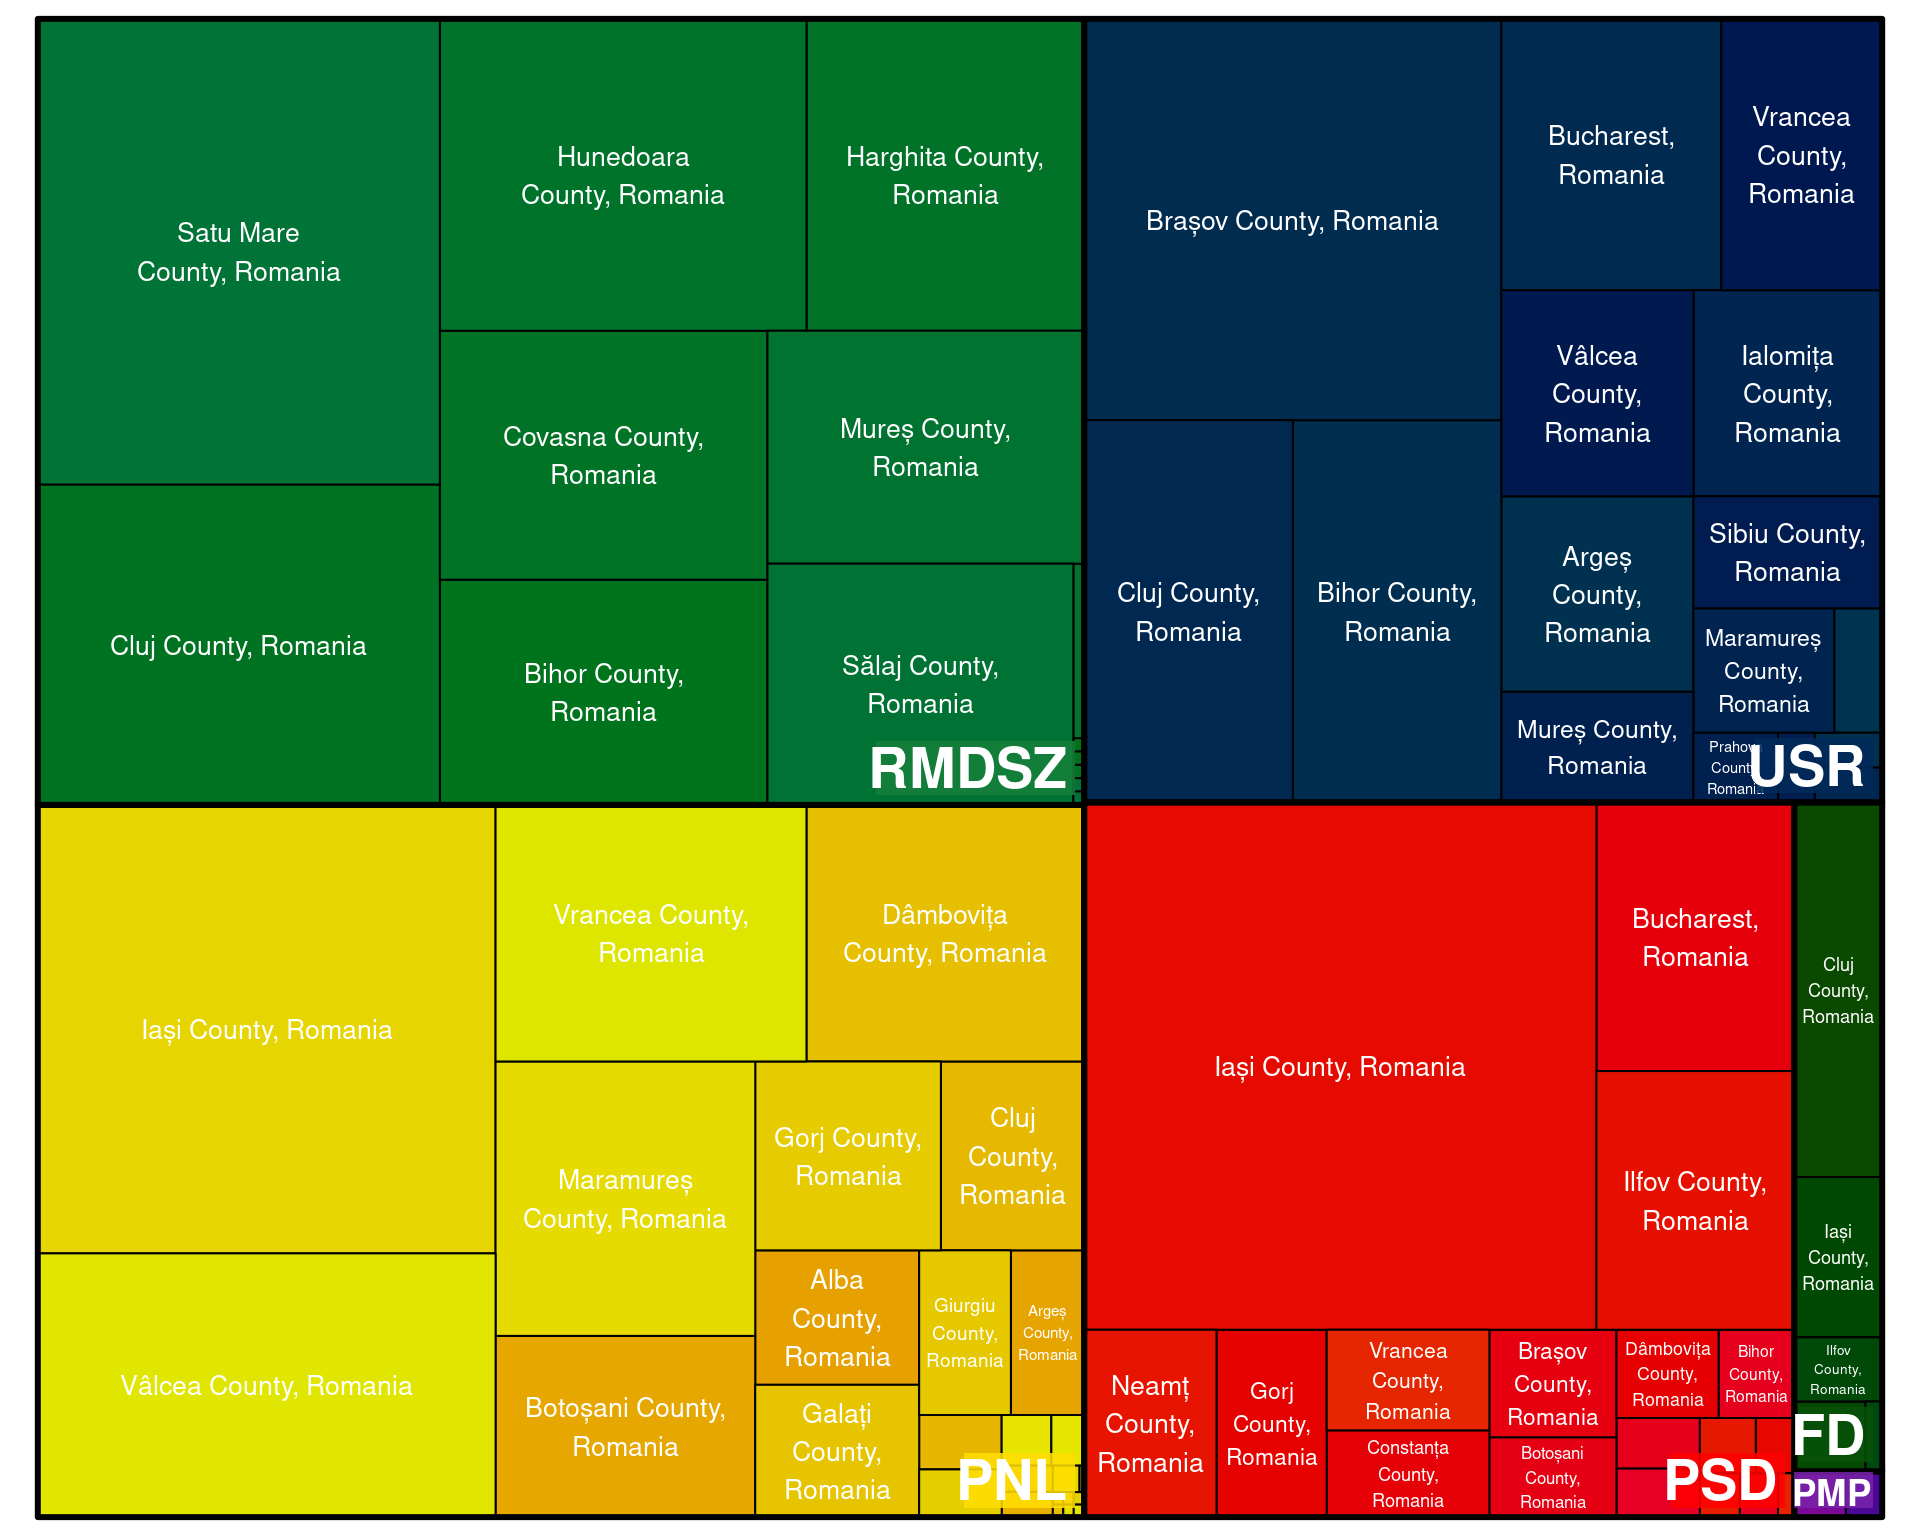 Satu Mare
County, Romania
Hunedoara
County, Romania
Harghita County,
Romania
Covasna County,
Romania
Mureș County,
Romania
Cluj County, Romania
Bihor County,
Romania
Sălaj County,
Romania
RMDSZ
Brașov County, Romania
Bucharest,
Romania
Vrancea
County,
Romania
Vâlcea
County,
Romania
Ialomița
County,
Romania
Cluj County,
Romania
Bihor County,
Romania
Argeș
County,
Romania
Sibiu County,
Romania
Maramureș
County,
Romania
Mureș County,
Romania
Prahova
County,
Romania
USR
Iași County, Romania
Vrancea County,
Romania
Dâmbovița
County, Romania
Maramureș
County, Romania
Gorj County,
Romania
Cluj
County,
Romania
Vâlcea County, Romania
Botoșani County,
Romania
Alba
County,
Romania
Giurgiu
County,
Romania
Argeș
County,
Romania
Galați
County,
Romania
PNL
Iași County, Romania
Bucharest,
Romania
Ilfov County,
Romania
Neamț
County,
Romania
Gorj
County,
Romania
Vrancea
County,
Romania
Constanța
County,
Romania
Brașov
County,
Romania
Botoșani
County,
Romania
Dâmbovița
County,
Romania
Bihor
County,
Romania
PSD
Cluj
County,
Romania
Iași
County,
Romania
Ilfov
County,
Romania
FD
PMP